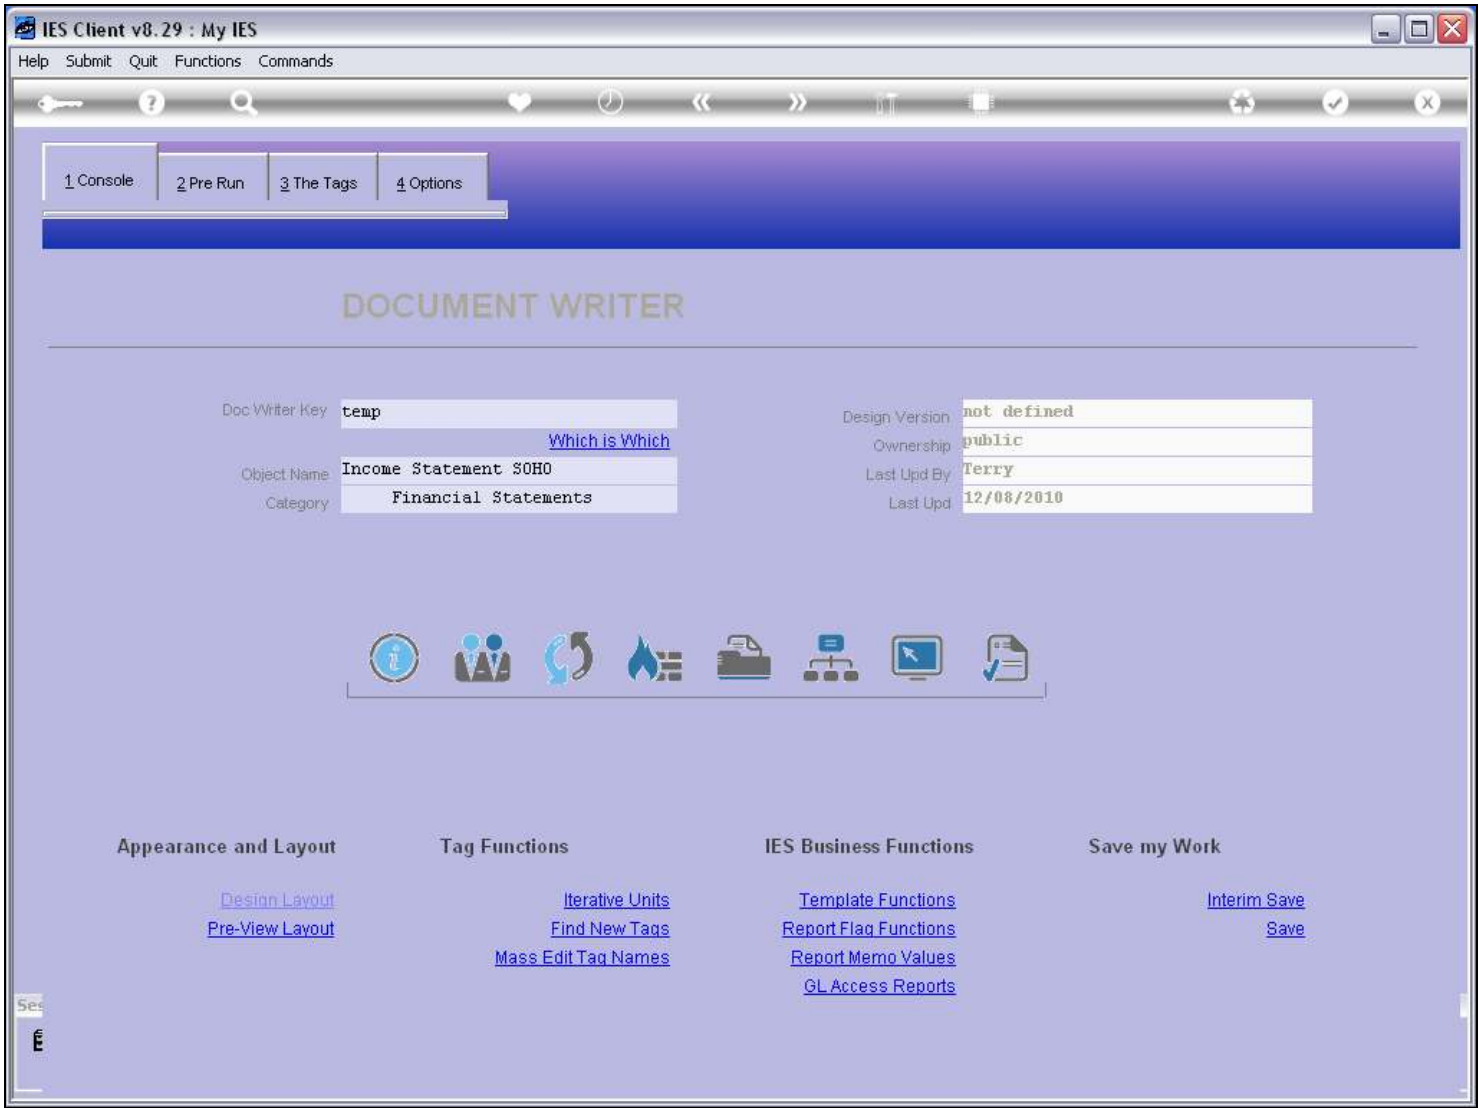 IES Client v8.29 : My IES
Help Submit Quit Functions Commands
1 Console 2 Pre Run 3 The Tags 4 Options
DOCUMENT WRITER
Doc Writer Key temp
Which is Which
Object Name Income Statement SOHO
Category Financial Statements
Design Version not defined
Ownership public
Last Upd By Terry
Last Upd 12/08/2010
Appearance and Layout
Design Layout
Pre-View Layout
Tag Functions
Iterative Units
Find New Tags
Mass Edit Tag Names
IES Business Functions
Template Functions
Report Flag Functions
Report Memo Values
GL Access Reports
Save my Work
Interim Save
Save